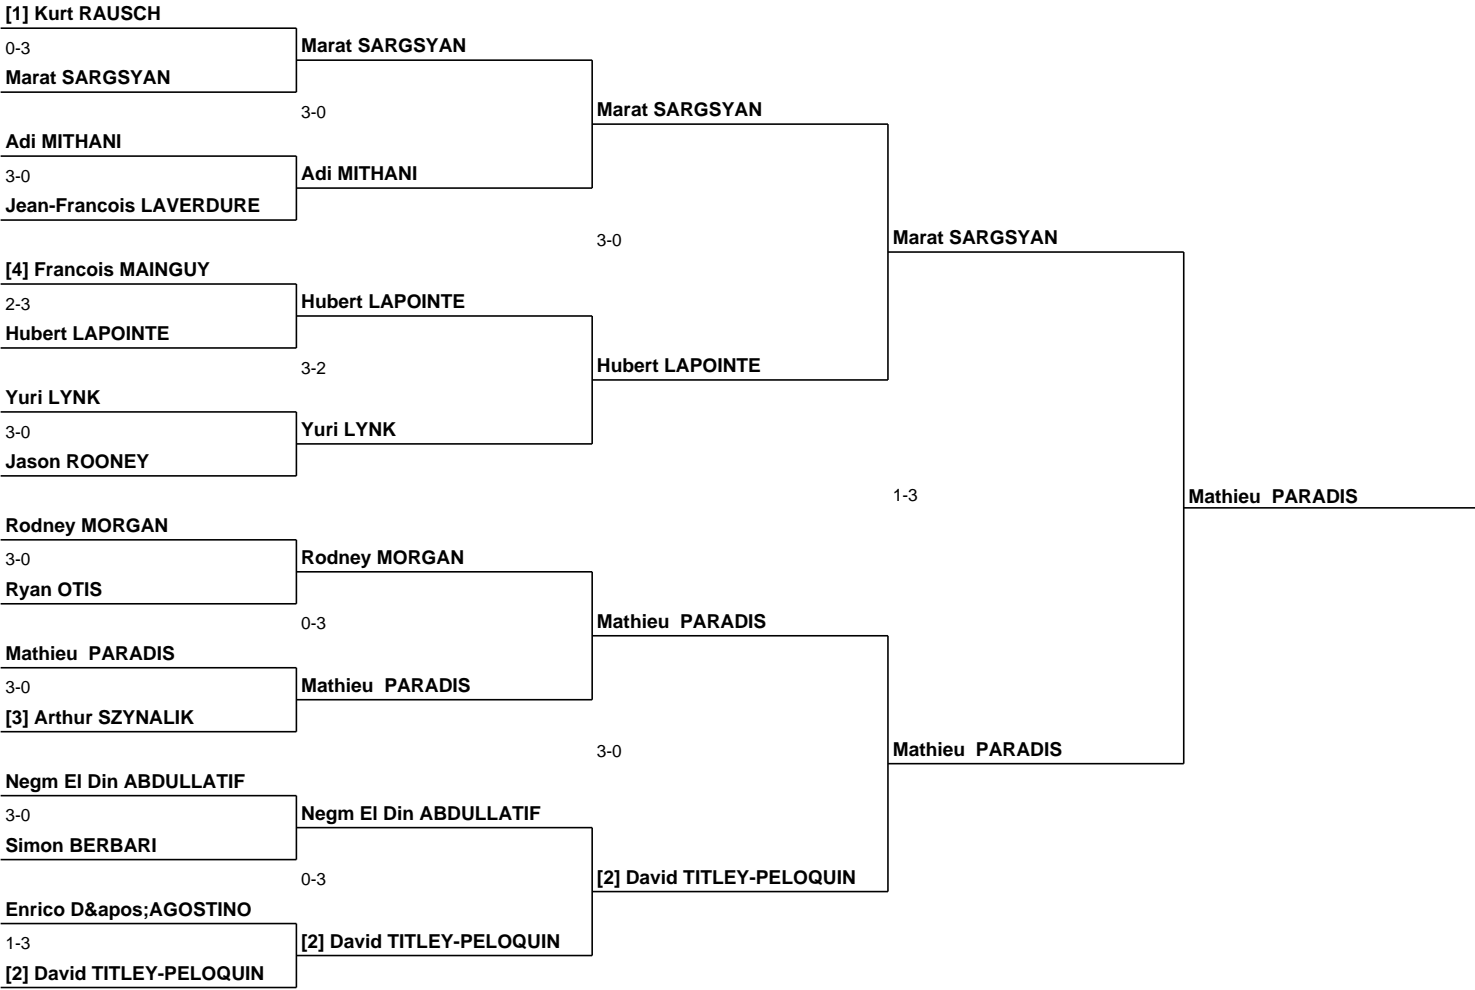 [1] Kurt RAUSCH
0-3
Marat SARGSYAN
Marat SARGSYAN
3-0
Marat SARGSYAN
Adi MITHANI
3-0
Adi MITHANI
Jean-Francois LAVERDURE
3-0
Marat SARGSYAN
[4] Francois MAINGUY
2-3
Hubert LAPOINTE
Hubert LAPOINTE
3-2
Hubert LAPOINTE
Yuri LYNK
3-0
Yuri LYNK
Jason ROONEY
1-3
Mathieu  PARADIS
Rodney MORGAN
3-0
Rodney MORGAN
Ryan OTIS
0-3
Mathieu  PARADIS
Mathieu  PARADIS
3-0
Mathieu  PARADIS
[3] Arthur SZYNALIK
3-0
Mathieu  PARADIS
Negm El Din ABDULLATIF
3-0
Negm El Din ABDULLATIF
Simon BERBARI
0-3
[2] David TITLEY-PELOQUIN
Enrico D&amp;apos;AGOSTINO
1-3
[2] David TITLEY-PELOQUIN
[2] David TITLEY-PELOQUIN